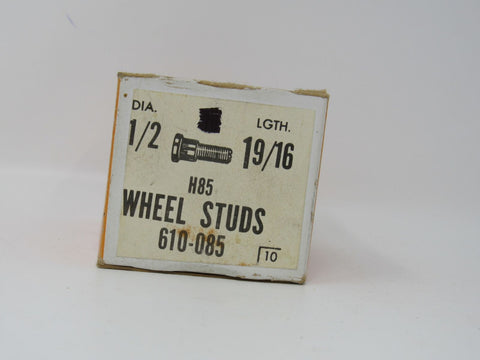 DIA. LGTH.
1/2 19/16
H85
WHEEL STUDS
610-085
10